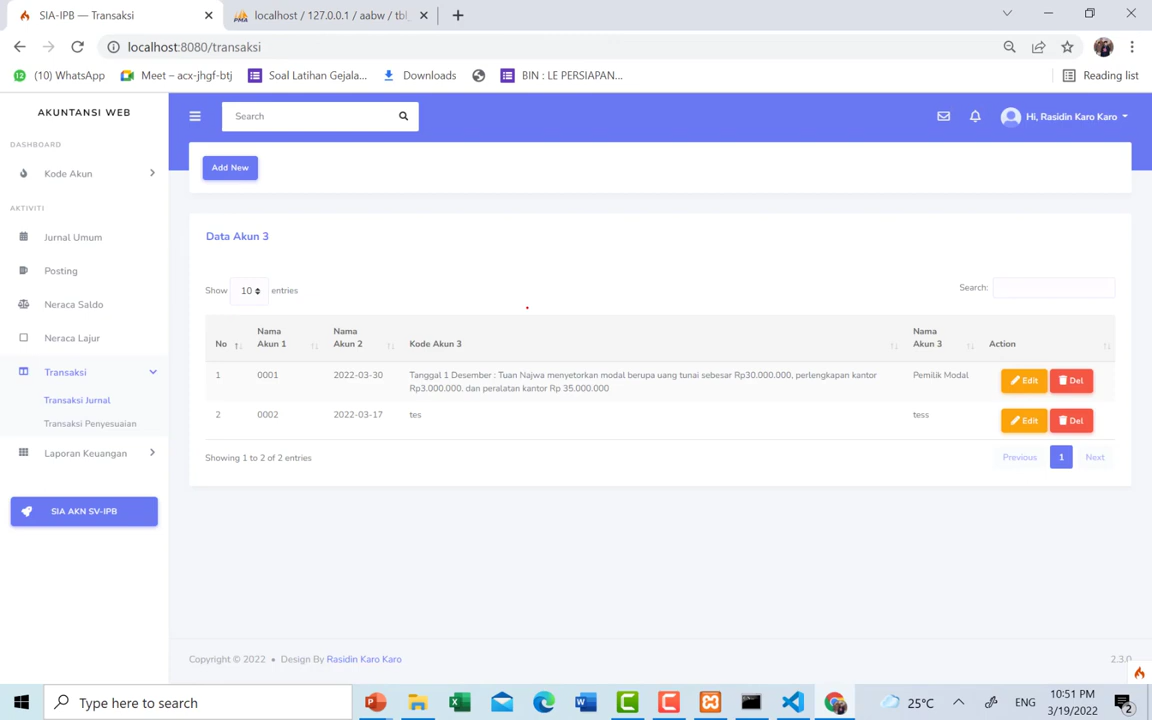 SIA-IPB — Transaksi
localhost / 127.0.0.1 / aabw / tbl_
localhost:8080/transaksi
(10) WhatsApp
Meet – acx-jhgf-btj
Soal Latihan Gejala...
Downloads
BIN : LE PERSIAPAN...
Reading list
AKUNTANSI WEB
Search
Hi, Rasidin Karo Karo
DASHBOARD
Kode Akun
Add New
AKTIVITI
Jurnal Umum
Data Akun 3
Posting
Show 10 entries
Search:
Neraca Saldo
Neraca Lajur
No
Nama Akun 1
Nama Akun 2
Kode Akun 3
Nama Akun 3
Action
Transaksi
1
0001
2022-03-30
Tanggal 1 Desember : Tuan Najwa menyetorkan modal berupa uang tunai sebesar Rp30.000.000, perlengkapan kantor
Rp3.000.000. dan peralatan kantor Rp 35.000.000
Pemilik Modal
Edit
Del
Transaksi Jurnal
2
0002
2022-03-17
tes
tess
Edit
Del
Transaksi Penyesuaian
Laporan Keuangan
Showing 1 to 2 of 2 entries
Previous
1
Next
SIA AKN SV-IPB
Copyright © 2022 • Design By Rasidin Karo Karo
2.3.0
Type here to search
25°C
ENG
10:51 PM
3/19/2022
2